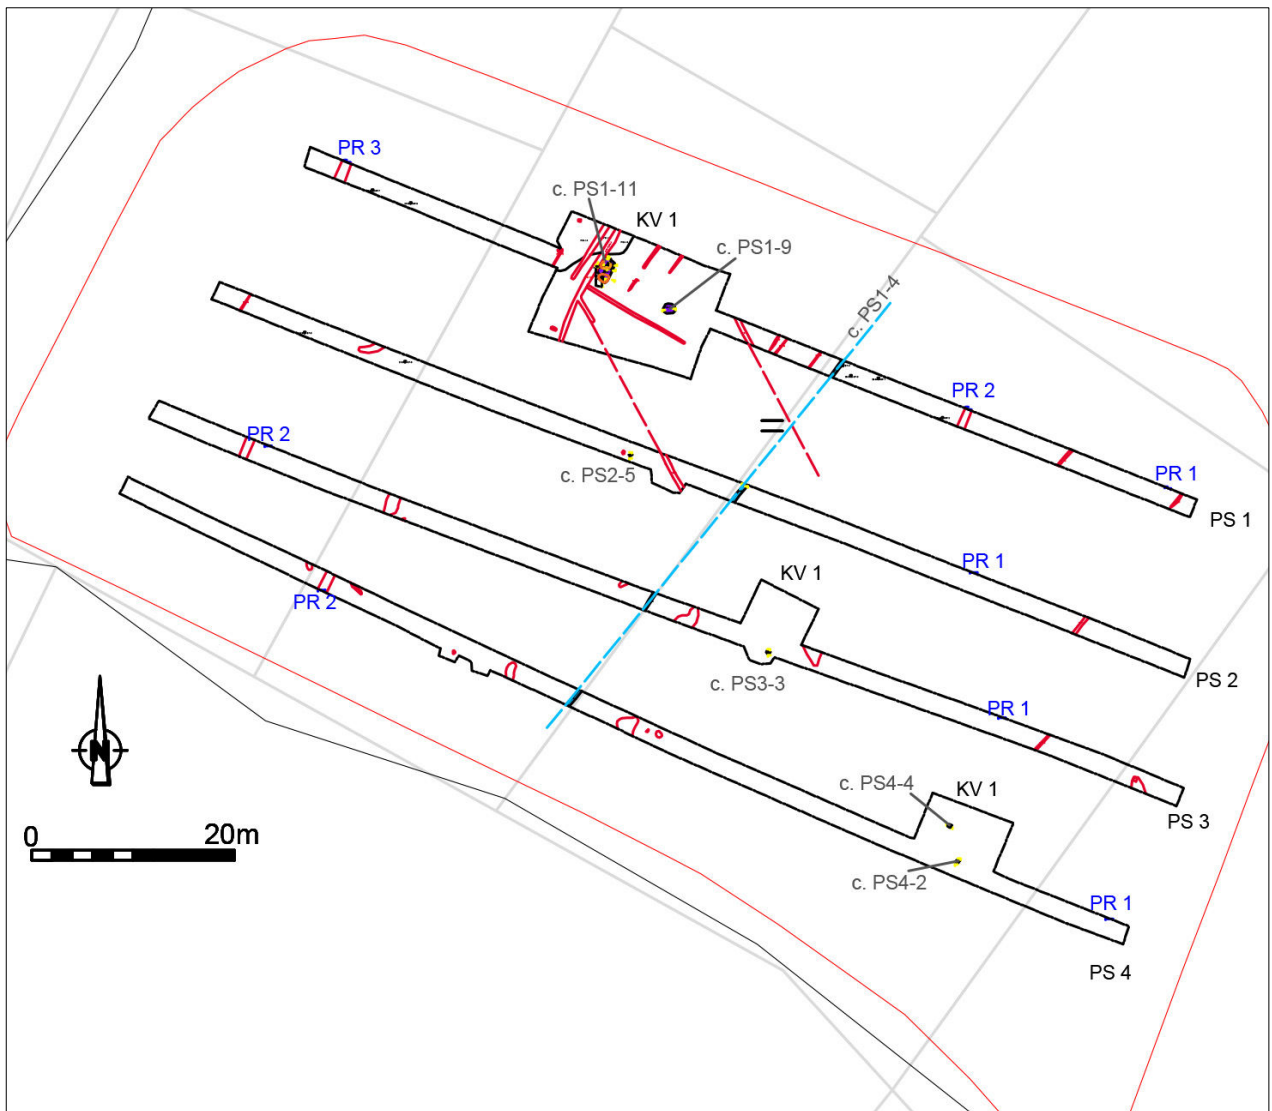 PR 3
c. PS1-11
KV 1
c. PS1-9
c. PS1-4
PR 2
PR 1
PS 1
PR 2
c. PS2-5
PR 1
KV 1
PS 2
PR 2
c. PS3-3
PR 1
c. PS4-4
KV 1
PS 3
N
0 20m
c. PS4-2
PR 1
PS 4